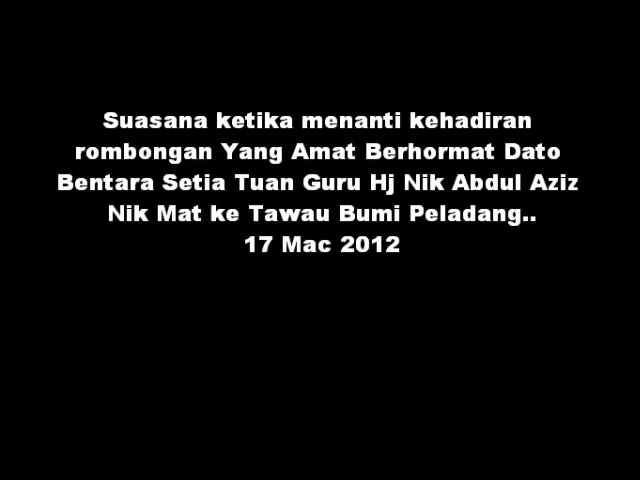 Suasana ketika menanti kehadiran
rombongan Yang Amat Berhormat Dato
Bentara Setia Tuan Guru Hj Nik Abdul Aziz
Nik Mat ke Tawau Bumi Peladang..
17 Mac 2012